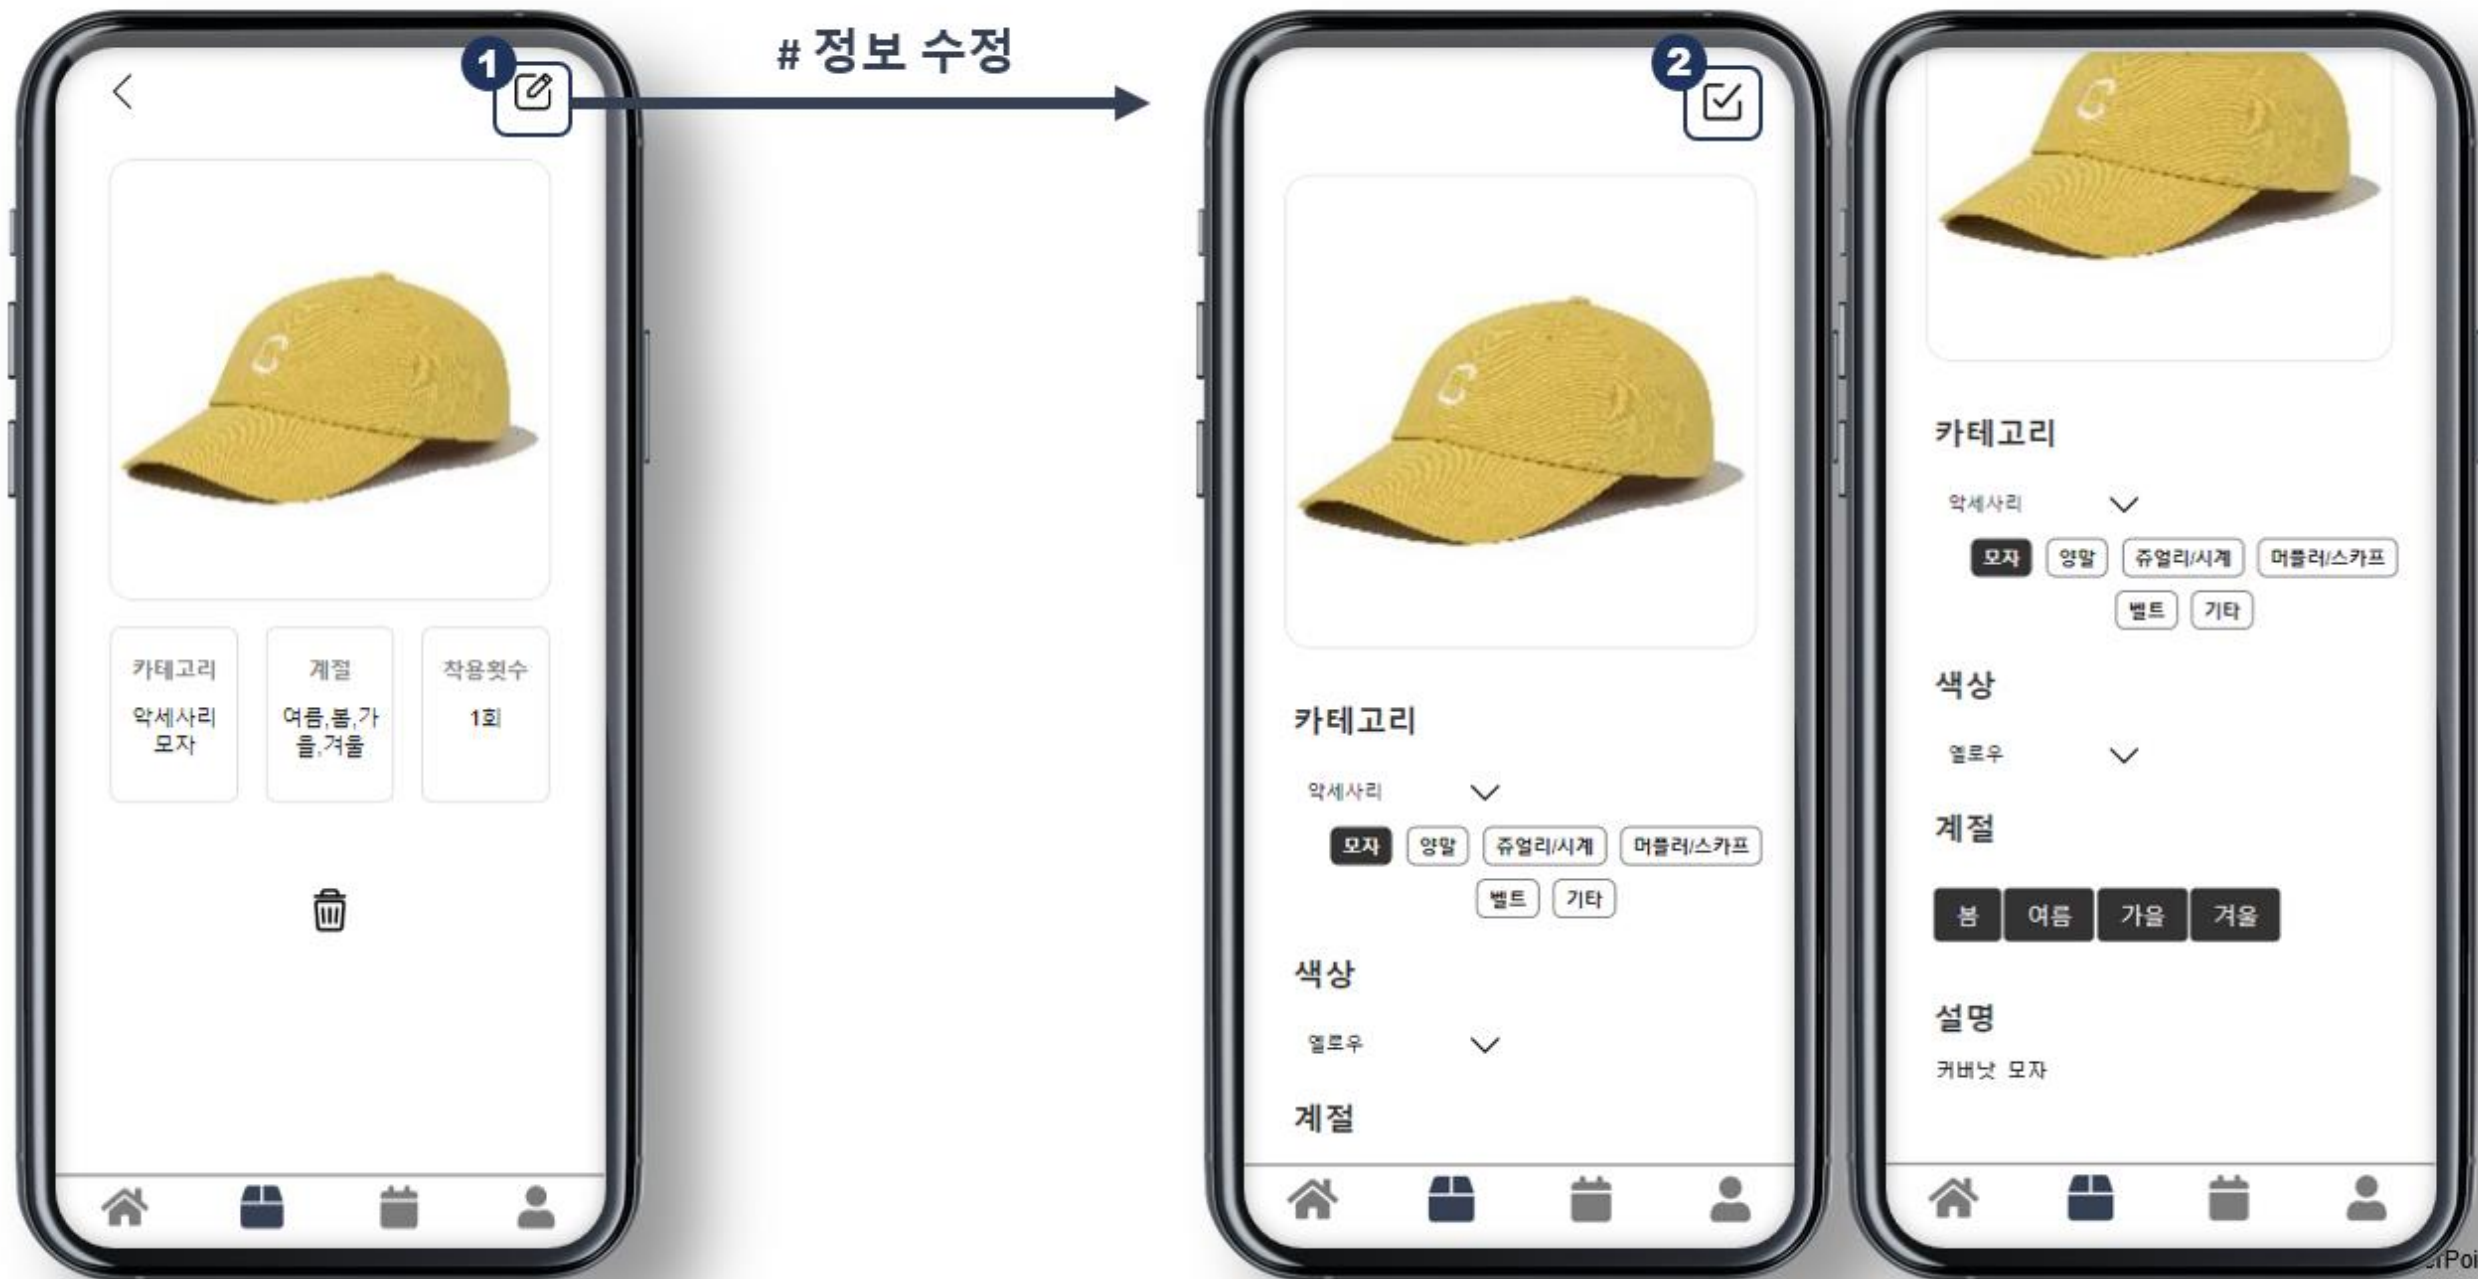 1
# 정보 수정
C
카테고리
악세사리
모자
계절
여름,봄,가
을,겨울
착용횟수
1회
2
C
카테고리
악세사리
모자 양말 쥬얼리/시계 머플러/스카프
벨트 기타
색상
옐로우
계절
C
카테고리
악세사리
모자 양말 쥬얼리/시계 머플러/스카프
벨트 기타
색상
옐로우
계절
봄 여름 가을 겨울
설명
커버낫 모자